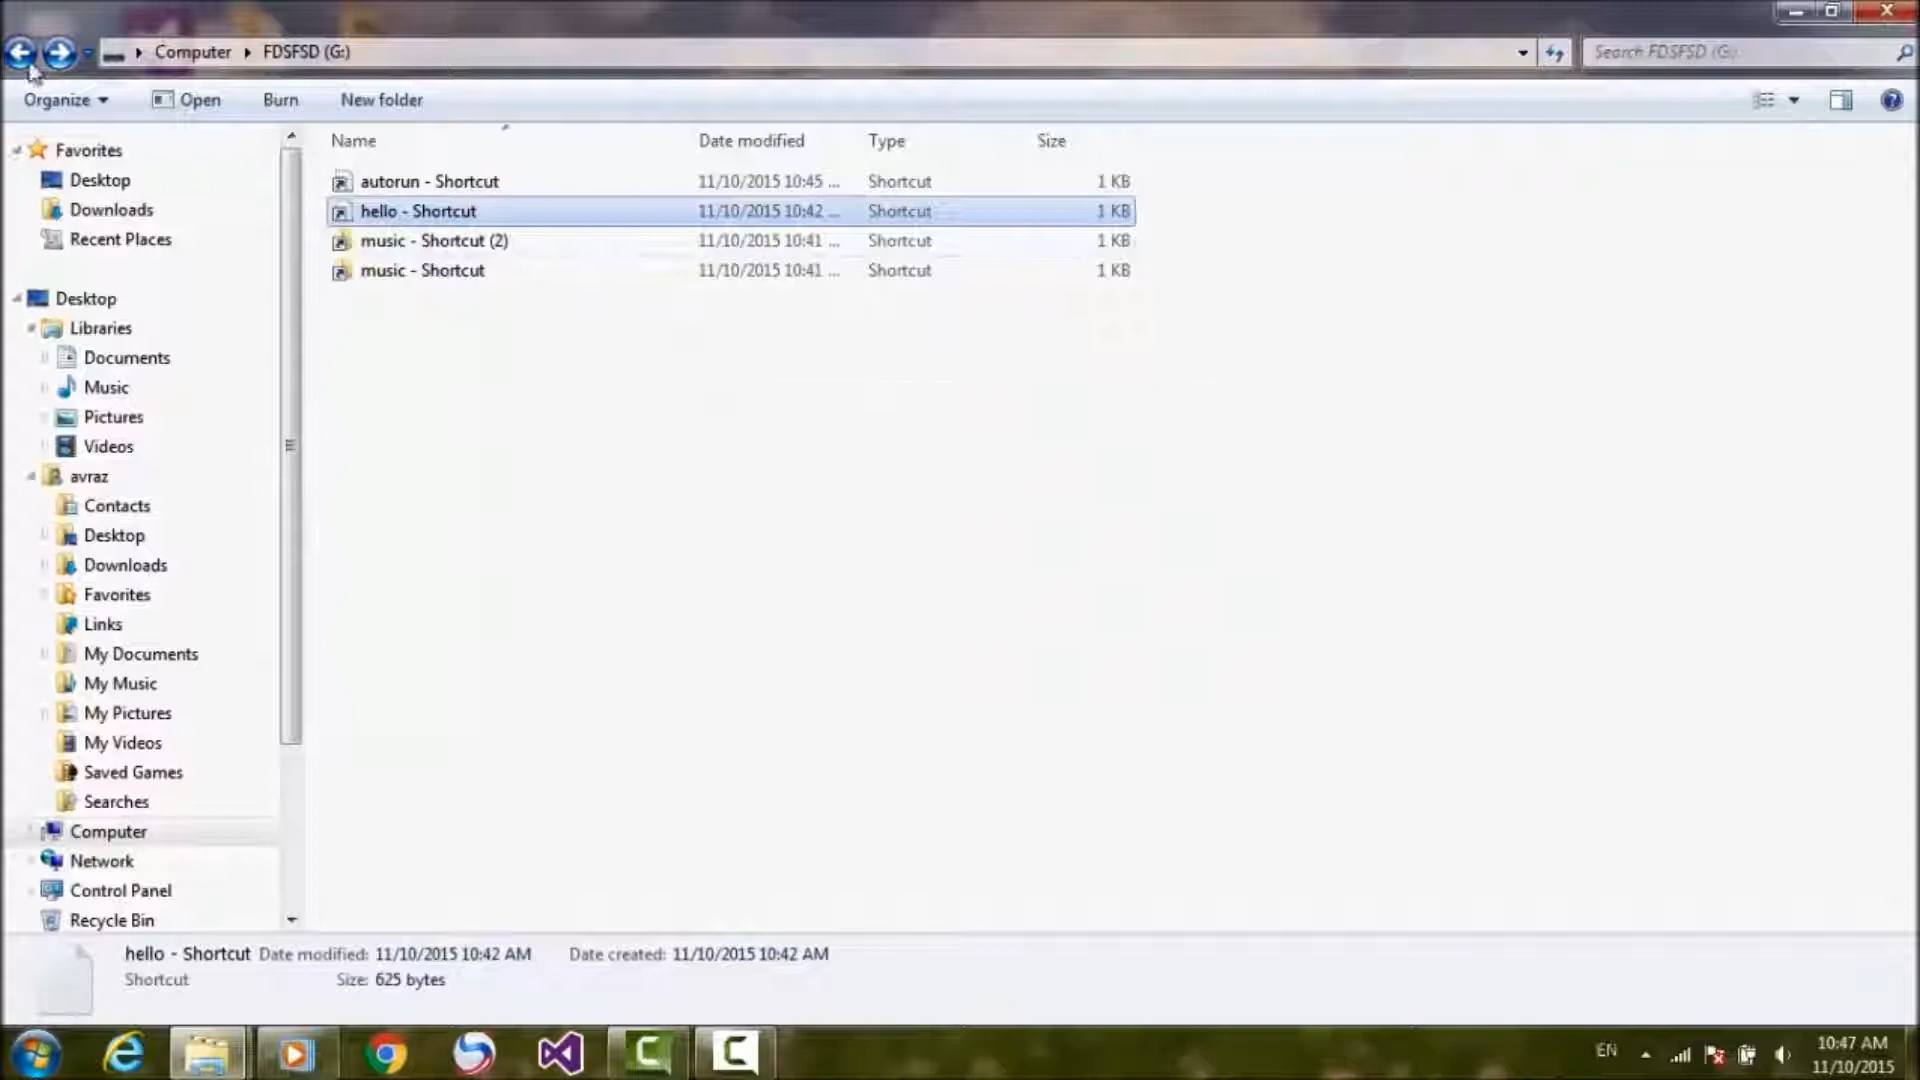 Computer FDSFSD (G:)
Search FDSFSD (G:)
Organize Open Burn New folder
Name Date modified Type Size
autorun - Shortcut 11/10/2015 10:45 ... Shortcut 1 KB
hello - Shortcut 11/10/2015 10:42 ... Shortcut 1 KB
music - Shortcut (2) 11/10/2015 10:41 ... Shortcut 1 KB
music - Shortcut 11/10/2015 10:41 ... Shortcut 1 KB
Favorites
Desktop
Downloads
Recent Places
Desktop
Libraries
Documents
Music
Pictures
Videos
avraz
Contacts
Desktop
Downloads
Favorites
Links
My Documents
My Music
My Pictures
My Videos
Saved Games
Searches
Computer
Network
Control Panel
Recycle Bin
hello - Shortcut Date modified: 11/10/2015 10:42 AM Date created: 11/10/2015 10:42 AM
Shortcut Size: 625 bytes
EN
10:47 AM
11/10/2015